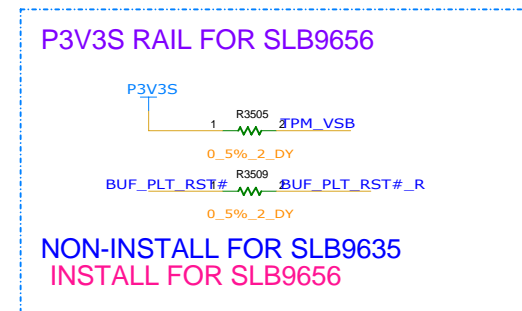 P3V3S RAIL FOR SLB9656
P3V3S
R3505
1 2 TPM_VSB
0_5%_2_DY
R3509
BUF_PLT_RST# 1 2 BUF_PLT_RST#_R
0_5%_2_DY
NON-INSTALL FOR SLB9635
INSTALL FOR SLB9656